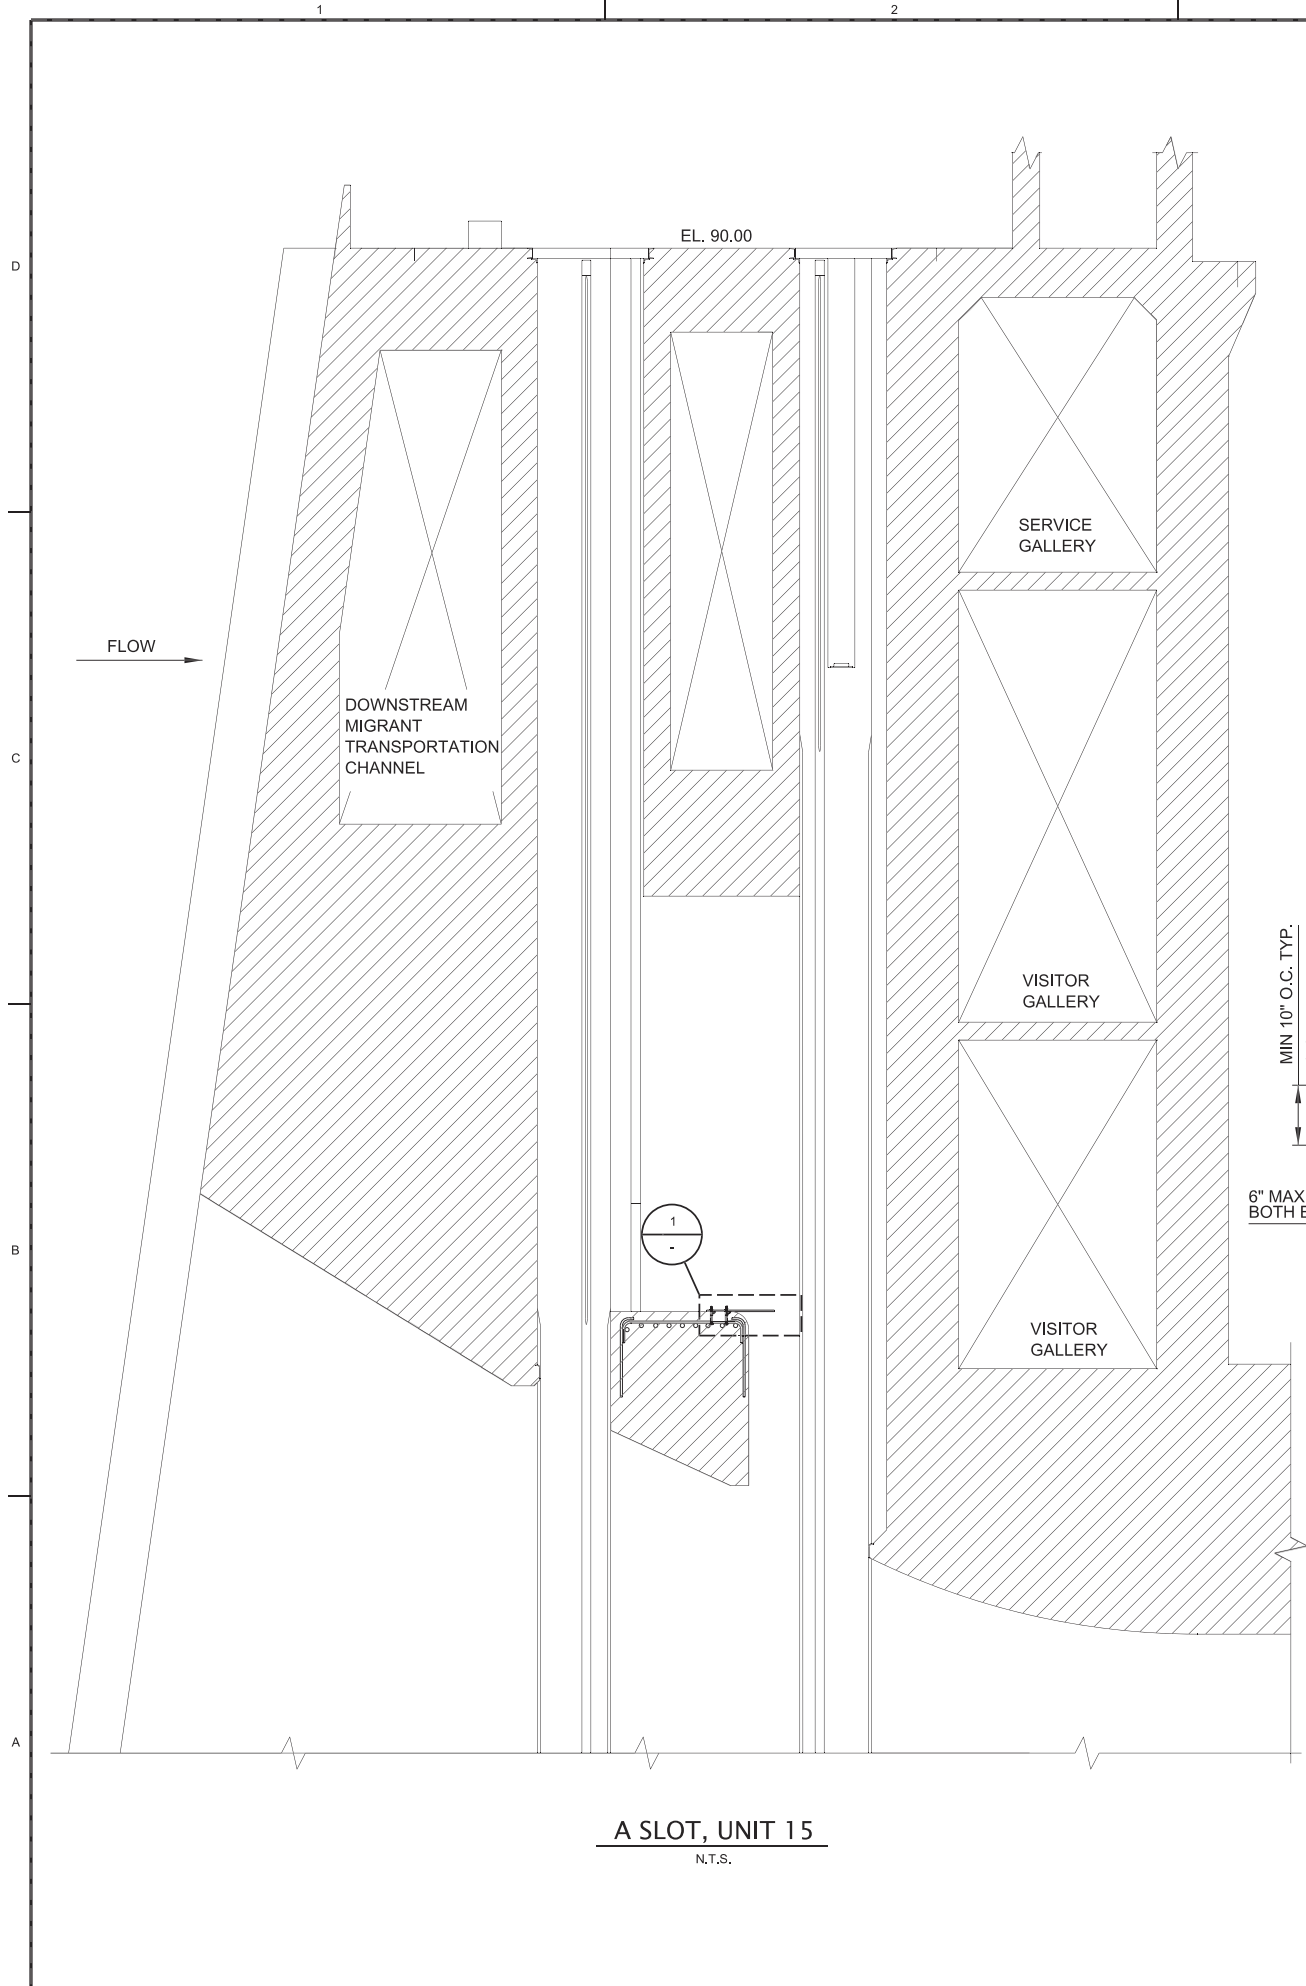 1
2
EL. 90.00
D
SERVICE
GALLERY
FLOW
DOWNSTREAM
MIGRANT
TRANSPORTATION
CHANNEL
C
VISITOR
GALLERY
MIN 10" O.C. TYP.
6" MAX
BOTH E
1
-
B
VISITOR
GALLERY
A
A SLOT, UNIT 15
N.T.S.